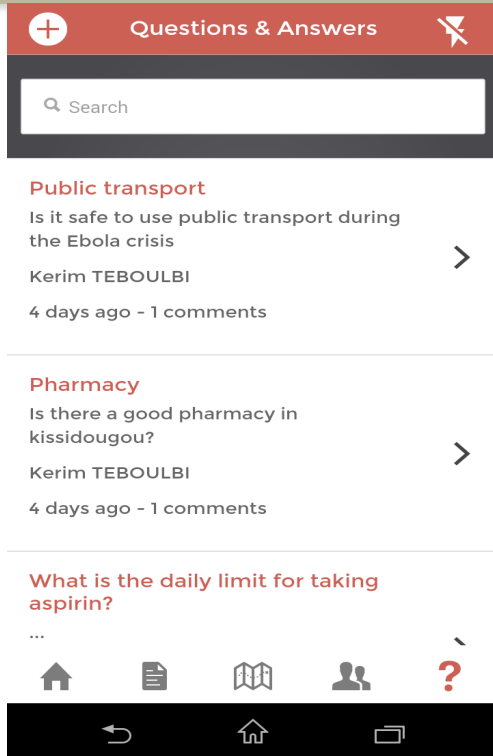 Questions & Answers
Search
Public transport
Is it safe to use public transport during
the Ebola crisis
Kerim TEBOULBI
4 days ago - 1 comments
Pharmacy
Is there a good pharmacy in
kissidougou?
Kerim TEBOULBI
4 days ago - 1 comments
What is the daily limit for taking
aspirin?
...
?